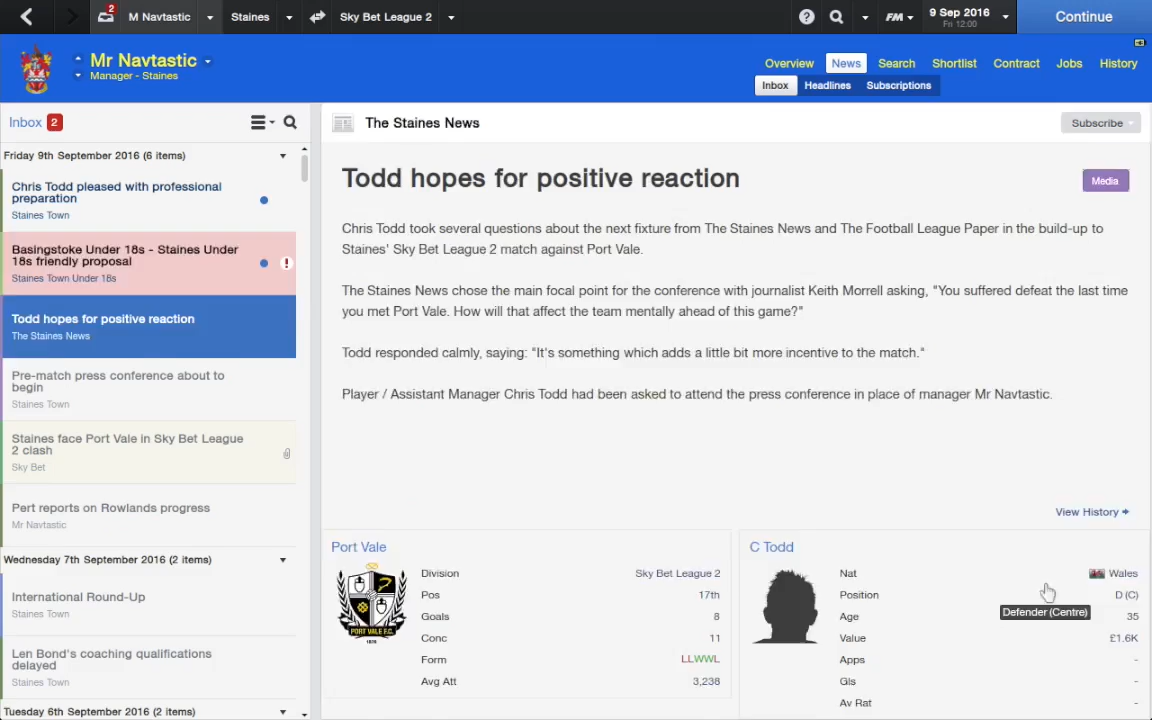 2
M Navtastic
Staines
Sky Bet League 2
FM
9 Sep 2016
Fri 12:00
Continue
Mr Navtastic
Manager - Staines
Overview
News
Search
Shortlist
Contract
Jobs
History
Inbox
Headlines
Subscriptions
Inbox 2
The Staines News
Subscribe
Friday 9th September 2016 (6 items)
Chris Todd pleased with professional
preparation
Staines Town
Basingstoke Under 18s - Staines Under
18s friendly proposal
Staines Town Under 18s
Todd hopes for positive reaction
The Staines News
Pre-match press conference about to
begin
Staines Town
Staines face Port Vale in Sky Bet League
2 clash
Sky Bet
Pert reports on Rowlands progress
Mr Navtastic
Wednesday 7th September 2016 (2 items)
International Round-Up
Staines Town
Len Bond's coaching qualifications
delayed
Staines Town
Tuesday 6th September 2016 (2 items)
Todd hopes for positive reaction
Media
Chris Todd took several questions about the next fixture from The Staines News and The Football League Paper in the build-up to
Staines' Sky Bet League 2 match against Port Vale.
The Staines News chose the main focal point for the conference with journalist Keith Morrell asking, "You suffered defeat the last time
you met Port Vale. How will that affect the team mentally ahead of this game?"
Todd responded calmly, saying: "It's something which adds a little bit more incentive to the match."
Player / Assistant Manager Chris Todd had been asked to attend the press conference in place of manager Mr Navtastic.
View History
Port Vale
PORT VALE F.C.
Division Sky Bet League 2
Pos 17th
Goals 8
Conc 11
Form LLWWL
Avg Att 3,238
C Todd
Nat Wales
Position D (C)
Defender (Centre)
Age 35
Value £1.6K
Apps -
Gls -
Av Rat -